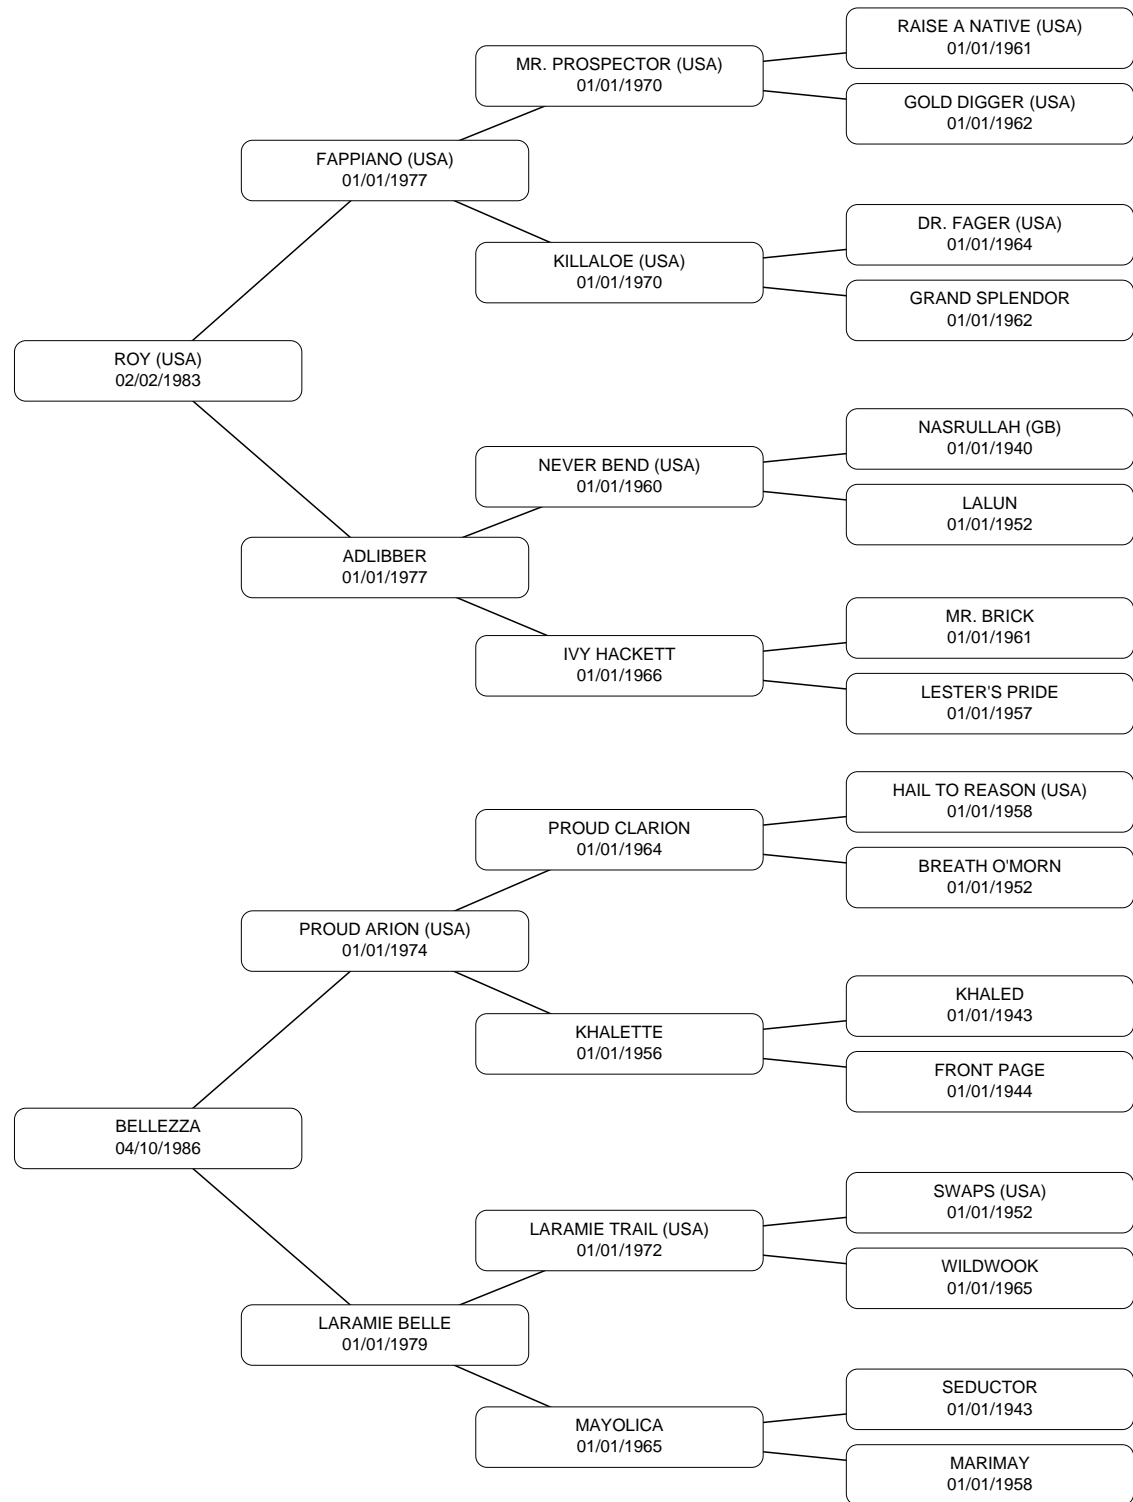 RAISE A NATIVE (USA)
01/01/1961
MR. PROSPECTOR (USA)
01/01/1970
GOLD DIGGER (USA)
01/01/1962
FAPPIANO (USA)
01/01/1977
DR. FAGER (USA)
01/01/1964
KILLALOE (USA)
01/01/1970
GRAND SPLENDOR
01/01/1962
ROY (USA)
02/02/1983
NASRULLAH (GB)
01/01/1940
NEVER BEND (USA)
01/01/1960
LALUN
01/01/1952
ADLIBBER
01/01/1977
MR. BRICK
01/01/1961
IVY HACKETT
01/01/1966
LESTER'S PRIDE
01/01/1957
HAIL TO REASON (USA)
01/01/1958
PROUD CLARION
01/01/1964
BREATH O'MORN
01/01/1952
PROUD ARION (USA)
01/01/1974
KHALED
01/01/1943
KHALETTE
01/01/1956
FRONT PAGE
01/01/1944
BELLEZZA
04/10/1986
SWAPS (USA)
01/01/1952
LARAMIE TRAIL (USA)
01/01/1972
WILDWOOK
01/01/1965
LARAMIE BELLE
01/01/1979
SEDUCTOR
01/01/1943
MAYOLICA
01/01/1965
MARIMAY
01/01/1958